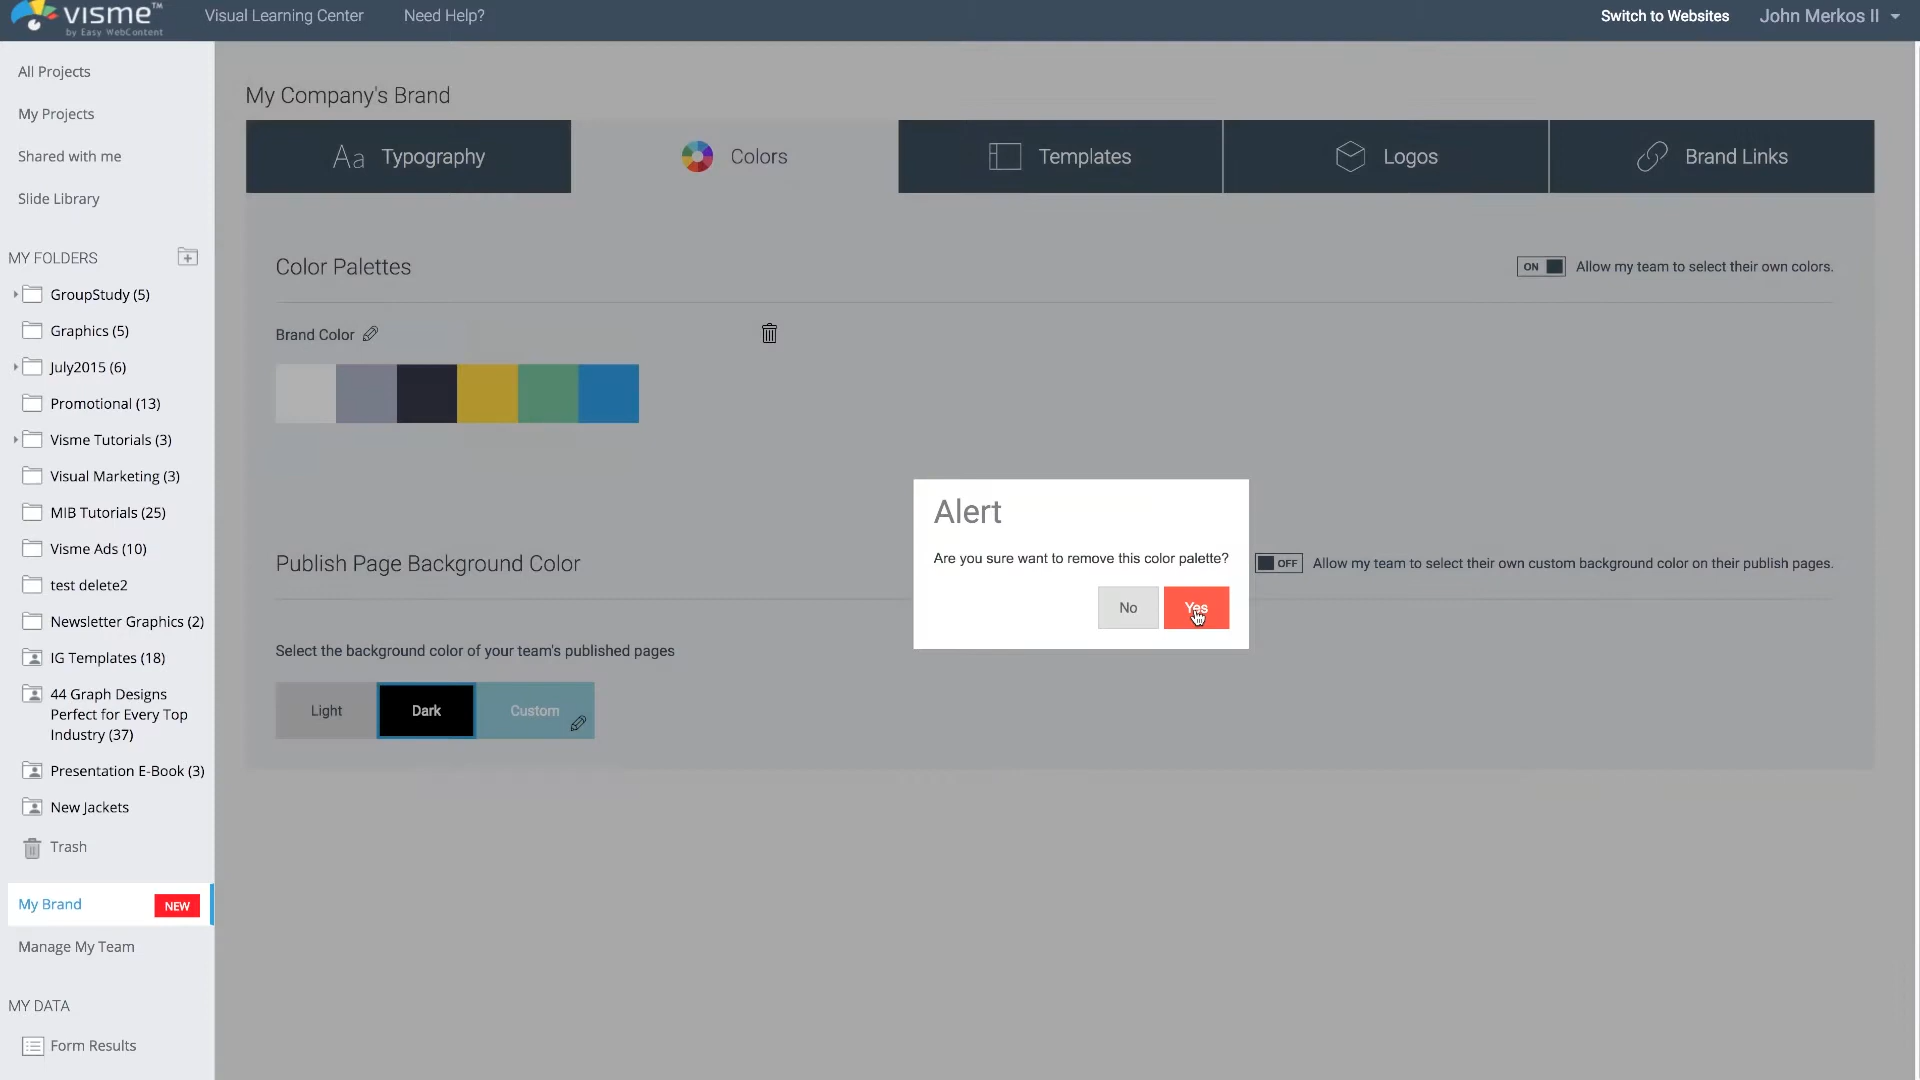 visme™
by Easy WebContent
Visual Learning Center
Need Help?
Switch to Websites
John Merkos II
All Projects
My Projects
Shared with me
Slide Library
MY FOLDERS
GroupStudy (5)
Graphics (5)
July2015 (6)
Promotional (13)
Visme Tutorials (3)
Visual Marketing (3)
MIB Tutorials (25)
Visme Ads (10)
test delete2
Newsletter Graphics (2)
IG Templates (18)
44 Graph Designs
Perfect for Every Top
Industry (37)
Presentation E-Book (3)
New Jackets
Trash
My Brand
NEW
Manage My Team
MY DATA
Form Results
My Company's Brand
Aa Typography
Colors
Templates
Logos
Brand Links
Color Palettes
ON
Allow my team to select their own colors.
Brand Color
Alert
Are you sure want to remove this color palette?
No
Yes
Publish Page Background Color
OFF
Allow my team to select their own custom background color on their publish pages.
Select the background color of your team's published pages
Light
Dark
Custom